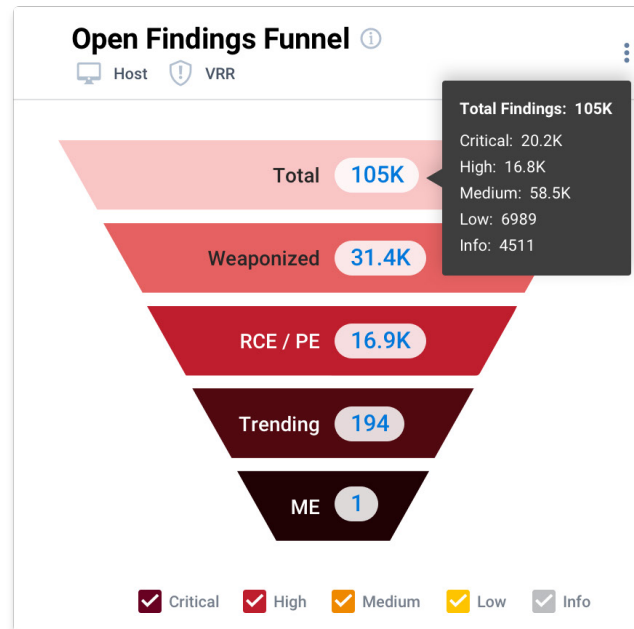 Open Findings Funnel
Host VRR
Total Findings: 105K
Critical: 20.2K
High: 16.8K
Medium: 58.5K
Low: 6989
Info: 4511
Total 105K
Weaponized 31.4K
RCE / PE 16.9K
Trending 194
ME 1
Critical High Medium Low Info